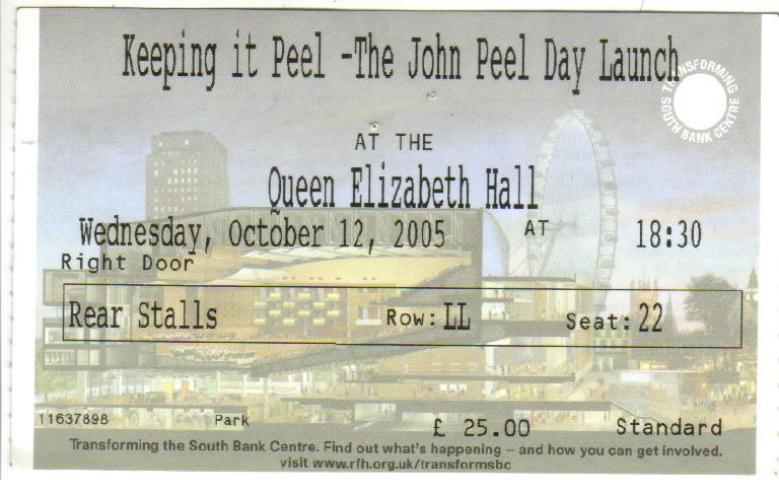 Keeping it Peel -The John Peel Day Launch
TRANSFORMING
SOUTH BANK CENTRE
AT THE
Queen Elizabeth Hall
Wednesday, October 12, 2005 AT 18:30
Right Door
Rear Stalls Row: LL Seat: 22
11637898 Park £ 25.00 Standard
Transforming the South Bank Centre. Find out what's happening – and how you can get involved.
visit www.rfh.org.uk/transformsbc